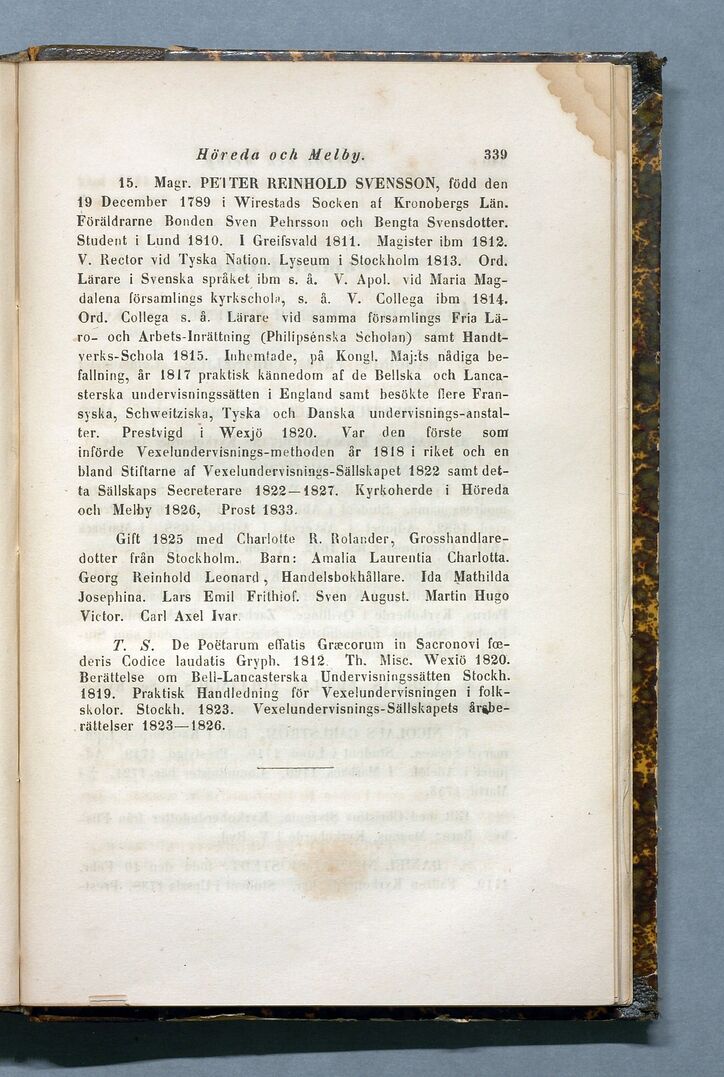 Höreda och Melby. 339
15. Magr. PETTER REINHOLD SVENSSON, född den
19 December 1789 i Wirestads Socken af Kronobergs Län.
Föräldrarne Bonden Sven Pehrsson och Bengta Svensdotter.
Student i Lund 1810. I Greifsvald 1811. Magister ibm 1812.
V. Rector vid Tyska Nation. Lyseum i Stockholm 1813. Ord.
Lärare i Svenska språket ibm s. å. V. Apol. vid Maria Mag-
dalena församlings kyrkschola, s. å. V. Collega ibm 1814.
Ord. Collega s. å. Lärare vid samma församlings Fria Lä-
ro- och Arbets-Inrättning (Philipsénska Scholan) samt Handt-
verks-Schola 1815. Inhemtade, på Kongl. Maj:ts nådiga be-
fallning, år 1817 praktisk kännedom af de Bellska och Lanca-
sterska undervisningssätten i England samt besökte flere Fran-
syska, Schweitziska, Tyska och Danska undervisnings-anstal-
ter. Prestvigd i Wexjö 1820. Var den förste som
införde Vexelundervisnings-methoden år 1818 i riket och en
bland Stiftarne af Vexelundervisnings-Sällskapet 1822 samt det-
ta Sällskaps Secreterare 1822—1827. Kyrkoherde i Höreda
och Melby 1826, Prost 1833.
Gift 1825 med Charlotte R. Rolander, Grosshandlare-
dotter från Stockholm. Barn: Amalia Laurentia Charlotta.
Georg Reinhold Leonard, Handelsbokhållare. Ida Mathilda
Josephina. Lars Emil Frithiof. Sven August. Martin Hugo
Victor. Carl Axel Ivar.
T. S. De Poëtarum effatis Græcorum in Sacronovi fœ-
deris Codice laudatis Gryph. 1812. Th. Misc. Wexiö 1820.
Berättelse om Bell-Lancasterska Undervisningssätten Stockh.
1819. Praktisk Handledning för Vexelundervisningen i folk-
skolor. Stockh. 1823. Vexelundervisnings-Sällskapets årsbe-
rättelser 1823—1826.